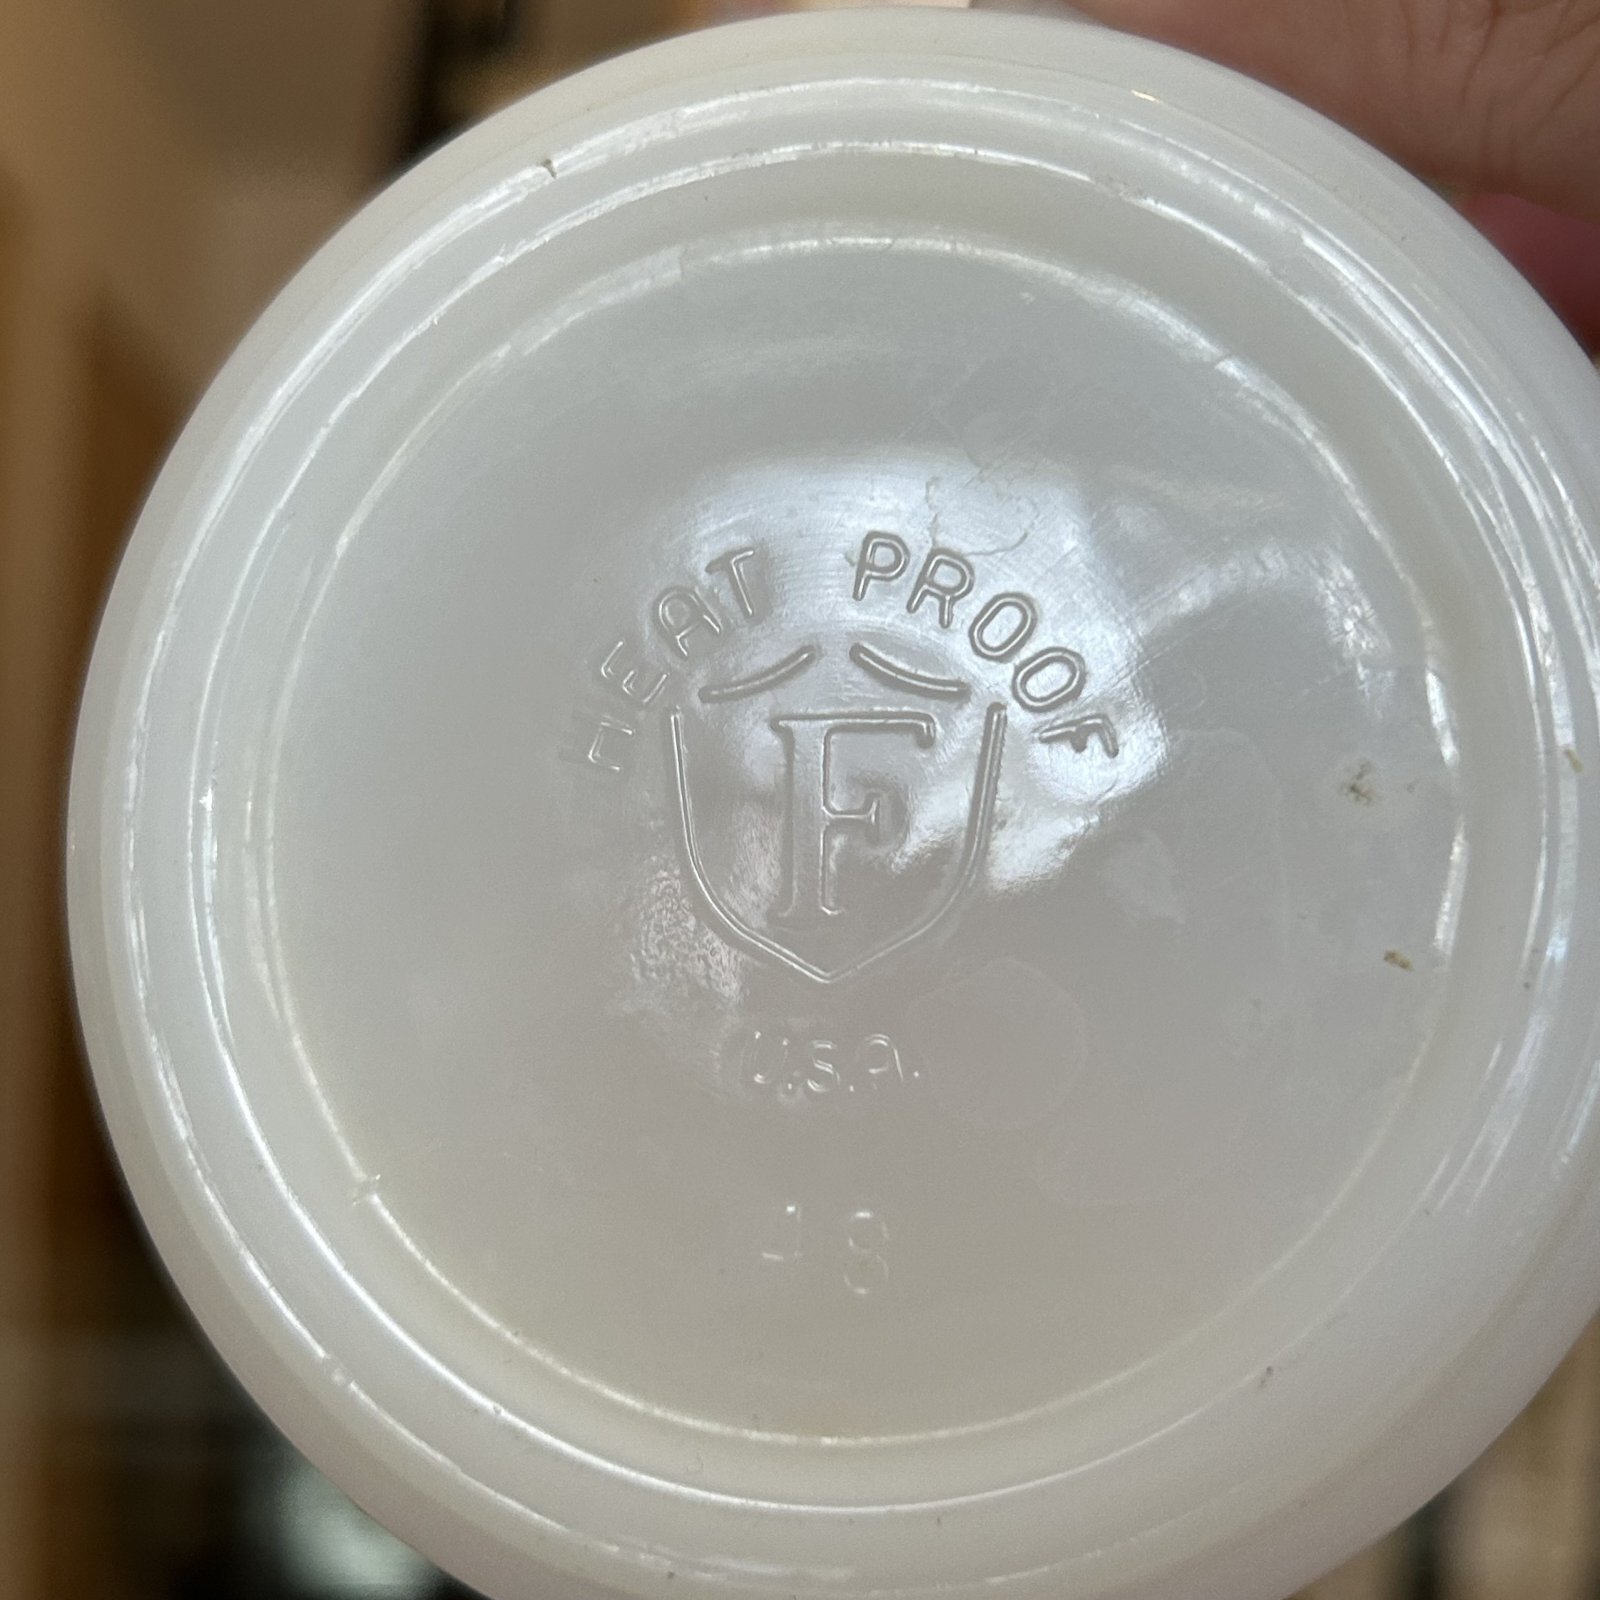 HEAT PROOF
F
U.S.A.
18